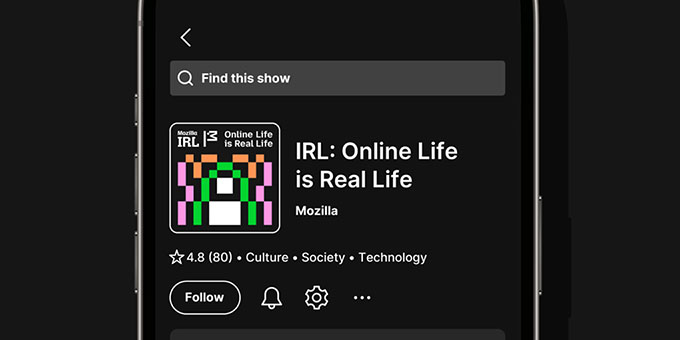 Find this show
Mozilla
IRL
Online Life
is Real Life
IRL: Online Life
is Real Life
Mozilla
4.8 (80) • Culture • Society • Technology
Follow